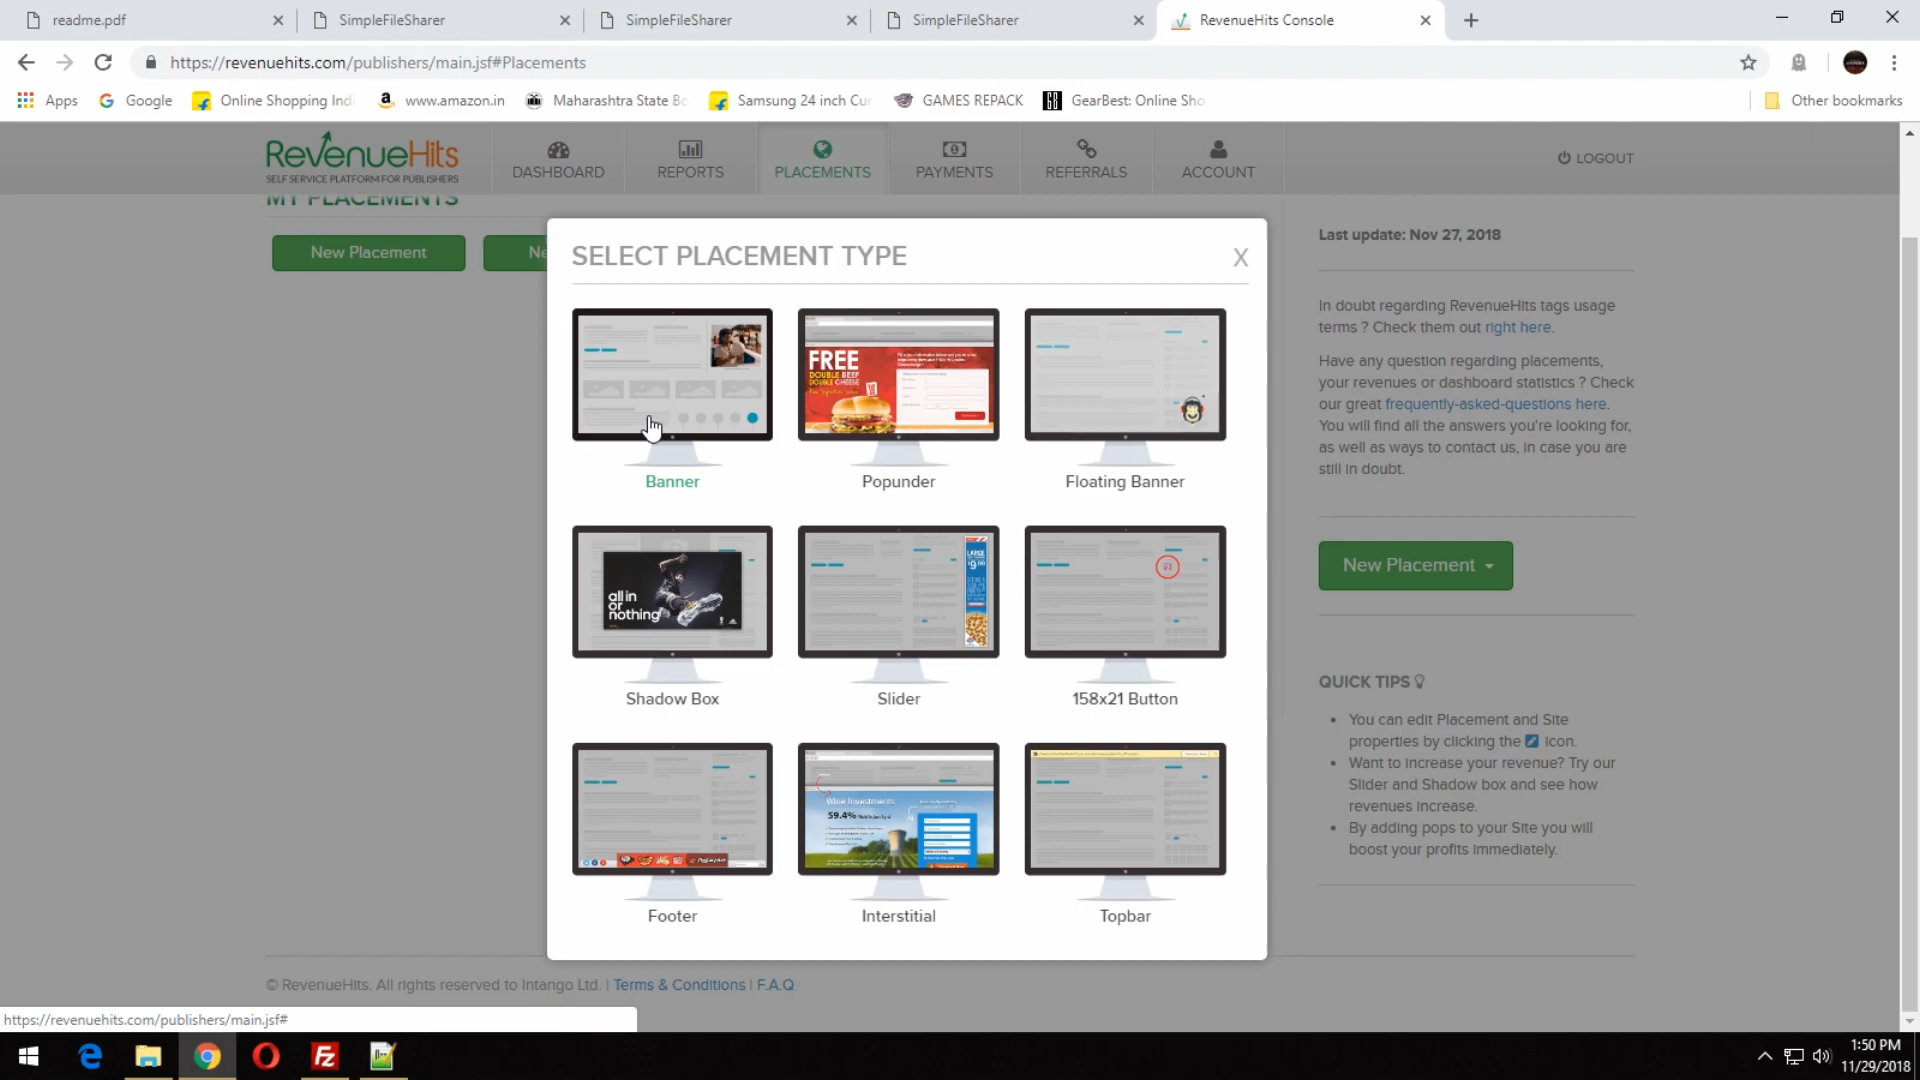 readme.pdf
SimpleFileSharer
SimpleFileSharer
SimpleFileSharer
RevenueHits Console
https://revenuehits.com/publishers/main.jsf#Placements
Apps
Google
Online Shopping Indi
www.amazon.in
Maharashtra State Bo
Samsung 24 inch Cur
GAMES REPACK
GearBest: Online Sho
Other bookmarks
RevenueHits
SELF SERVICE PLATFORM FOR PUBLISHERS
DASHBOARD
REPORTS
PLACEMENTS
PAYMENTS
REFERRALS
ACCOUNT
LOGOUT
MY PLACEMENTS
New Placement
Ne
SELECT PLACEMENT TYPE
X
FREE
DOUBLE BEEF
DOUBLE CHEESE
Banner
Popunder
Floating Banner
all in
or
nothing
LARGE
Shadow Box
Slider
158x21 Button
Wine Investments
59.4%
Footer
Interstitial
Topbar
Last update: Nov 27, 2018
In doubt regarding RevenueHits tags usage
terms ? Check them out right here.
Have any question regarding placements,
your revenues or dashboard statistics ? Check
our great frequently-asked-questions here.
You will find all the answers you're looking for,
as well as ways to contact us, in case you are
still in doubt.
New Placement
QUICK TIPS
• You can edit Placement and Site
properties by clicking the icon.
• Want to increase your revenue? Try our
Slider and Shadow box and see how
revenues increase.
• By adding pops to your Site you will
boost your profits immediately.
© RevenueHits. All rights reserved to Intango Ltd. | Terms & Conditions | F.A.Q
https://revenuehits.com/publishers/main.jsf#
1:50 PM
11/29/2018